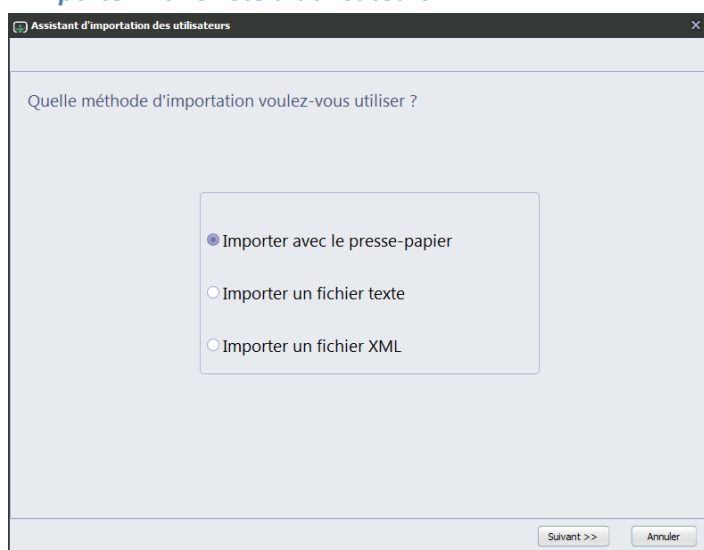 Assistant d'importation des utilisateurs
Quelle méthode d'importation voulez-vous utiliser ?
Importer avec le presse-papier
Importer un fichier texte
Importer un fichier XML
Suivant >>
Annuler